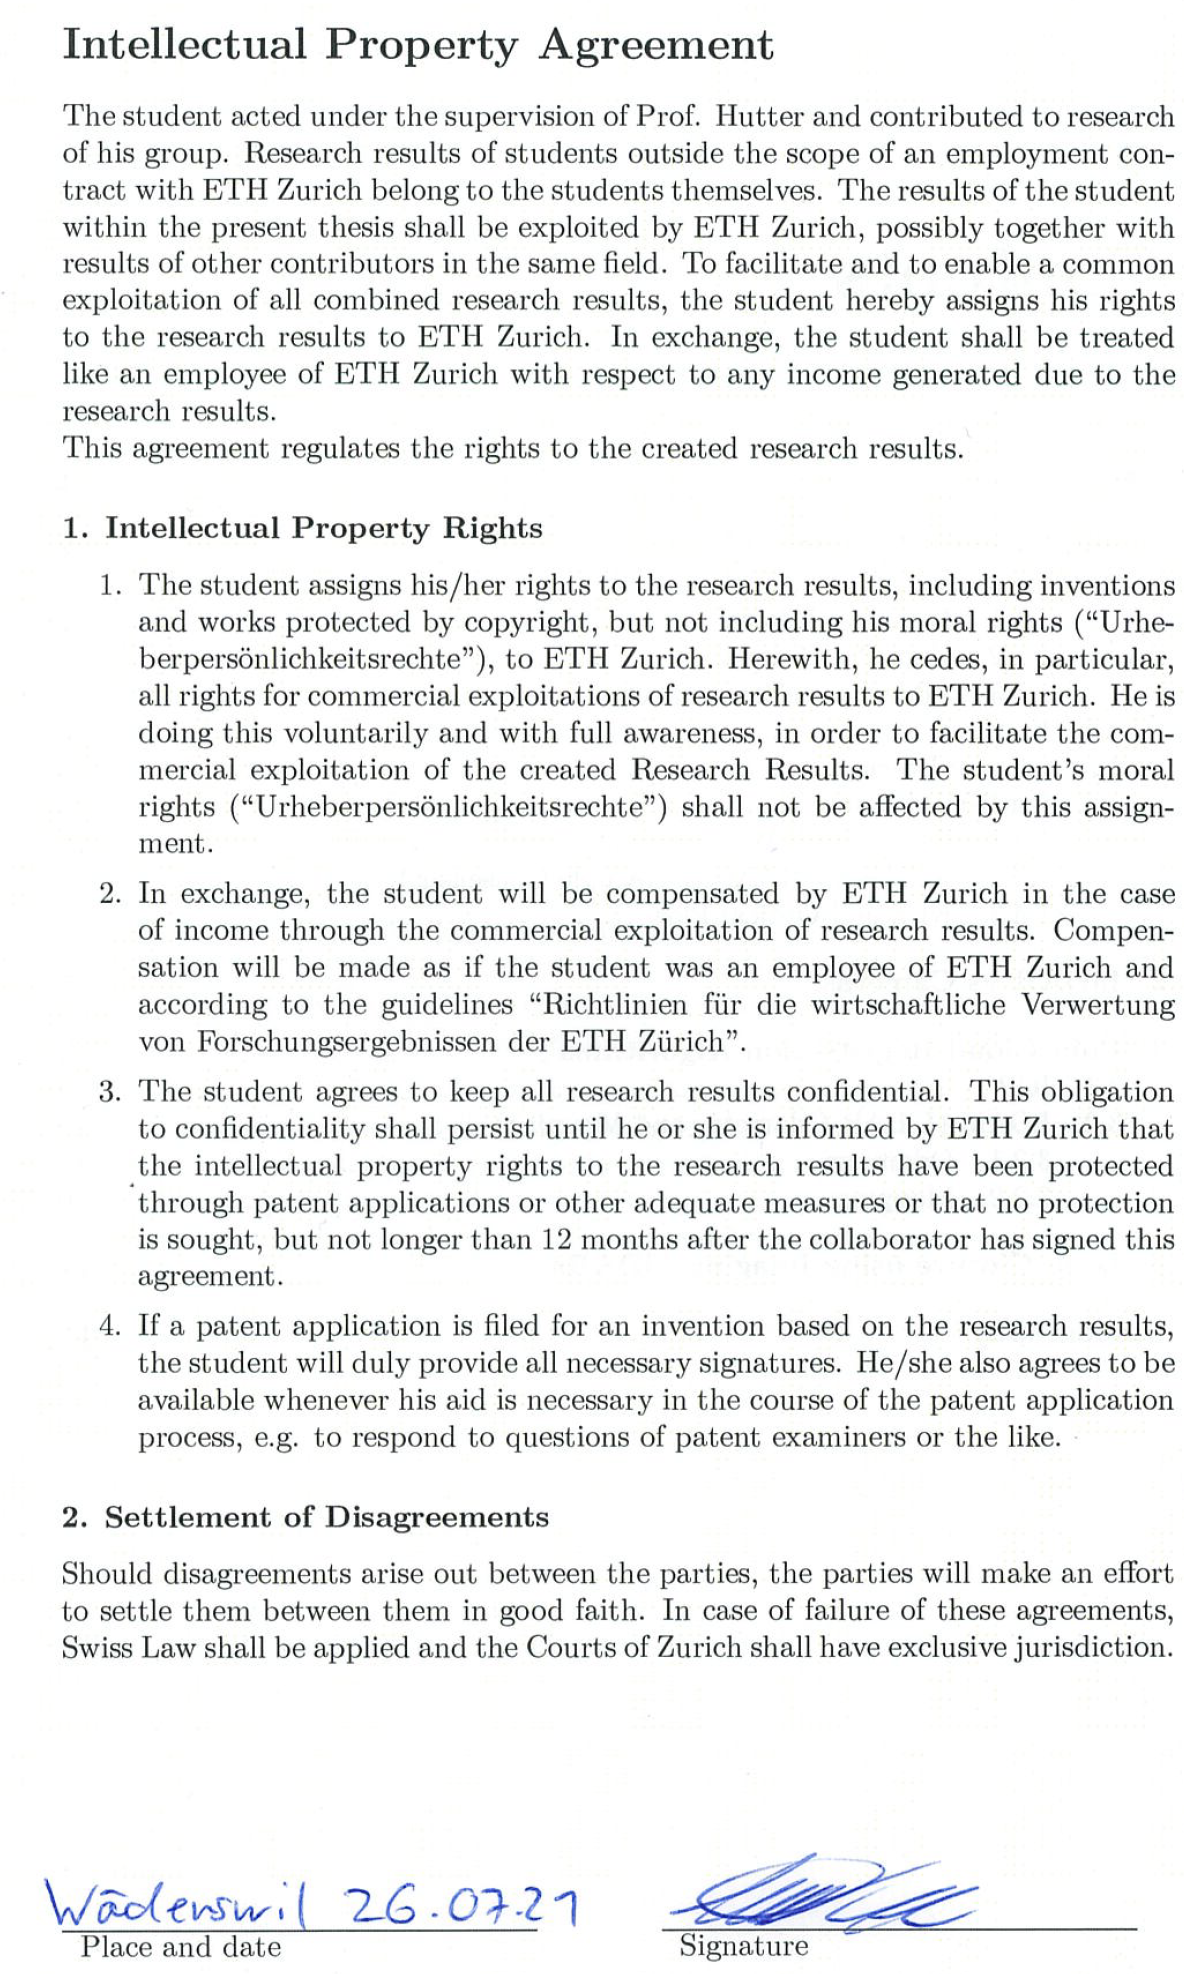 Intellectual Property Agreement
The student acted under the supervision of Prof. Hutter and contributed to research
of his group. Research results of students outside the scope of an employment con-
tract with ETH Zurich belong to the students themselves. The results of the student
within the present thesis shall be exploited by ETH Zurich, possibly together with
results of other contributors in the same field. To facilitate and to enable a common
exploitation of all combined research results, the student hereby assigns his rights
to the research results to ETH Zurich. In exchange, the student shall be treated
like an employee of ETH Zurich with respect to any income generated due to the
research results.
This agreement regulates the rights to the created research results.
1. Intellectual Property Rights
1. The student assigns his/her rights to the research results, including inventions
and works protected by copyright, but not including his moral rights (“Urhe-
berpersönlichkeitsrechte”), to ETH Zurich. Herewith, he cedes, in particular,
all rights for commercial exploitations of research results to ETH Zurich. He is
doing this voluntarily and with full awareness, in order to facilitate the com-
mercial exploitation of the created Research Results. The student’s moral
rights (“Urheberpersönlichkeitsrechte”) shall not be affected by this assign-
ment.
2. In exchange, the student will be compensated by ETH Zurich in the case
of income through the commercial exploitation of research results. Compen-
sation will be made as if the student was an employee of ETH Zurich and
according to the guidelines “Richtlinien für die wirtschaftliche Verwertung
von Forschungsergebnissen der ETH Zürich”.
3. The student agrees to keep all research results confidential. This obligation
to confidentiality shall persist until he or she is informed by ETH Zurich that
the intellectual property rights to the research results have been protected
through patent applications or other adequate measures or that no protection
is sought, but not longer than 12 months after the collaborator has signed this
agreement.
4. If a patent application is filed for an invention based on the research results,
the student will duly provide all necessary signatures. He/she also agrees to be
available whenever his aid is necessary in the course of the patent application
process, e.g. to respond to questions of patent examiners or the like.
2. Settlement of Disagreements
Should disagreements arise out between the parties, the parties will make an effort
to settle them between them in good faith. In case of failure of these agreements,
Swiss Law shall be applied and the Courts of Zurich shall have exclusive jurisdiction.
Wädenswil 26.07.21
Place and date
Signature